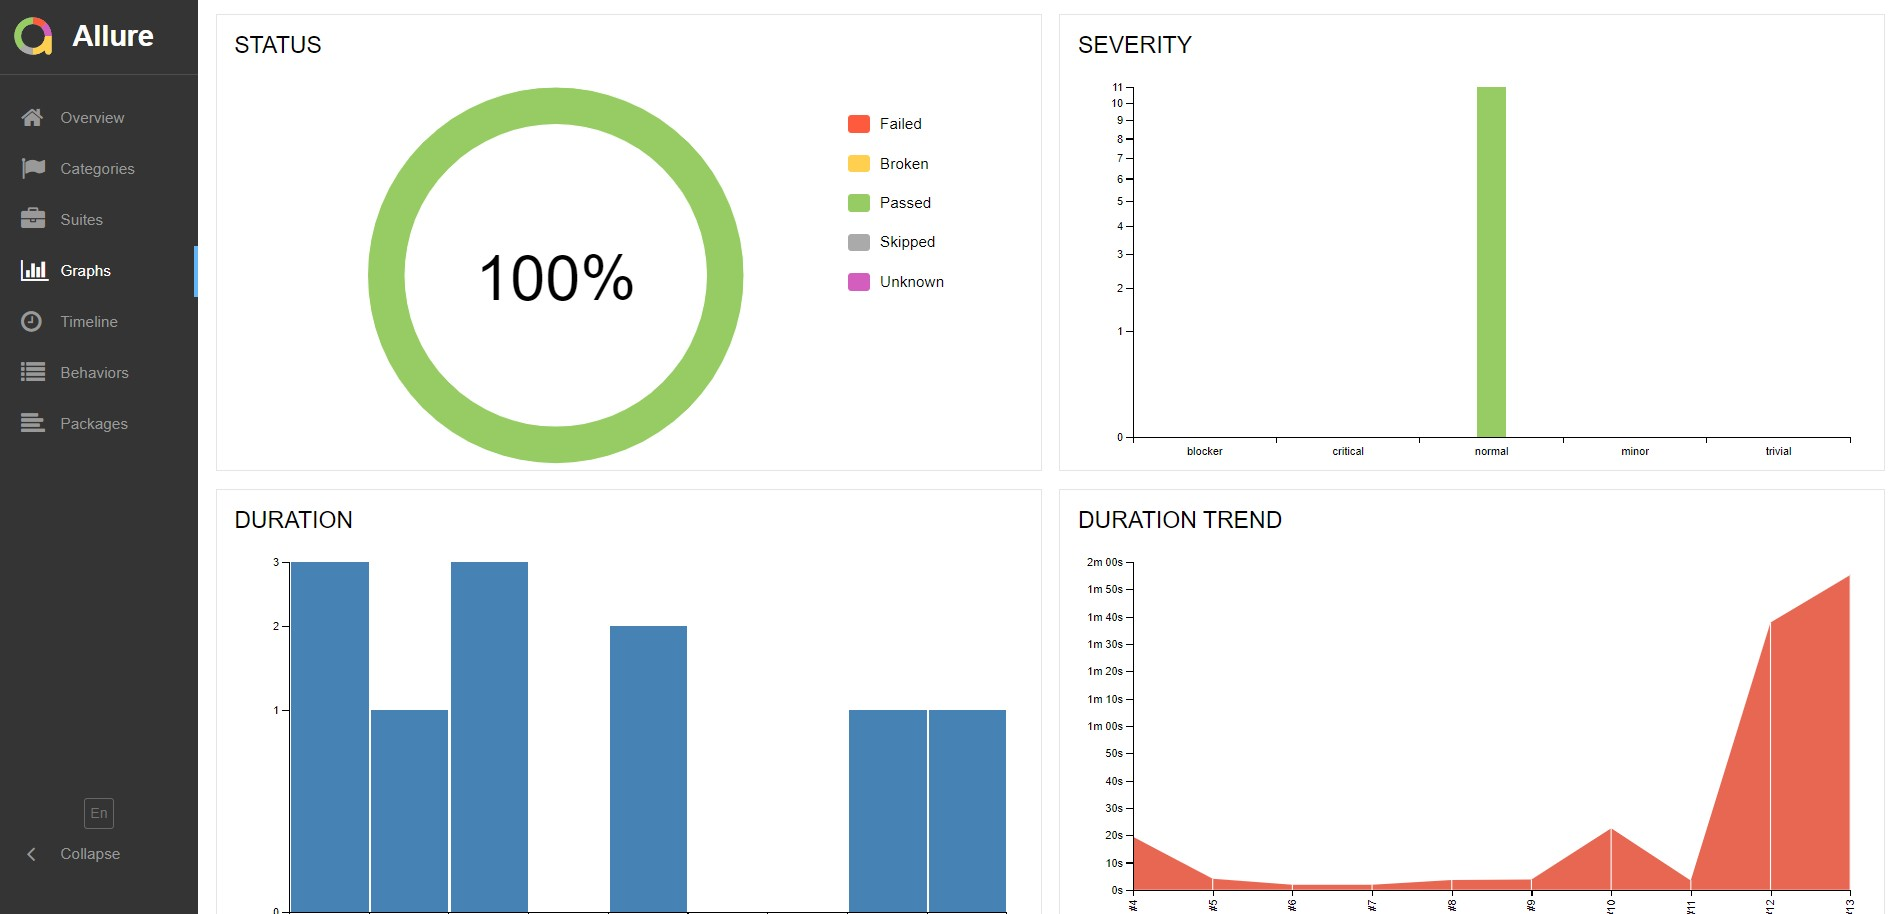 Allure
Overview
Categories
Suites
Graphs
Timeline
Behaviors
Packages
En
Collapse
STATUS
100%
Failed
Broken
Passed
Skipped
Unknown
SEVERITY
11
10
9
8
7
6
5
4
3
2
1
0
blocker critical normal minor trivial
DURATION
3
2
1
0
DURATION TREND
2m 00s
1m 50s
1m 40s
1m 30s
1m 20s
1m 10s
1m 00s
50s
40s
30s
20s
10s
0s
#4 #5 #6 #7 #8 #9 #10 #11 #12 #13